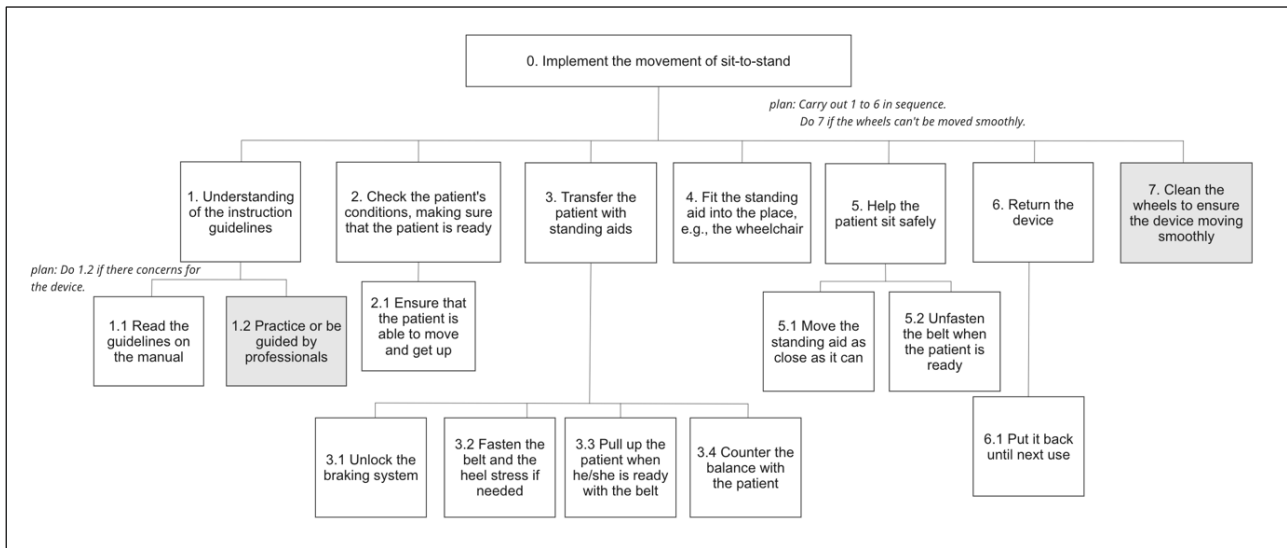 0. Implement the movement of sit-to-stand
plan: Carry out 1 to 6 in sequence.
Do 7 if the wheels can't be moved smoothly.
1. Understanding
of the instruction
guidelines
2. Check the patient's
conditions, making sure
that the patient is ready
3. Transfer the
patient with
standing aids
4. Fit the standing
aid into the place,
e.g., the wheelchair
5. Help the
patient sit safely
6. Return the
device
7. Clean the
wheels to ensure
the device moving
smoothly
plan: Do 1.2 if there concerns for
the device.
1.1 Read the
guidelines on
the manual
1.2 Practice or be
guided by
professionals
2.1 Ensure that
the patient is
able to move
and get up
5.1 Move the
standing aid as
close as it can
5.2 Unfasten
the belt when
the patient is
ready
3.1 Unlock the
braking system
3.2 Fasten the
belt and the
heel stress if
needed
3.3 Pull up the
patient when
he/she is ready
with the belt
3.4 Counter the
balance with
the patient
6.1 Put it back
until next use